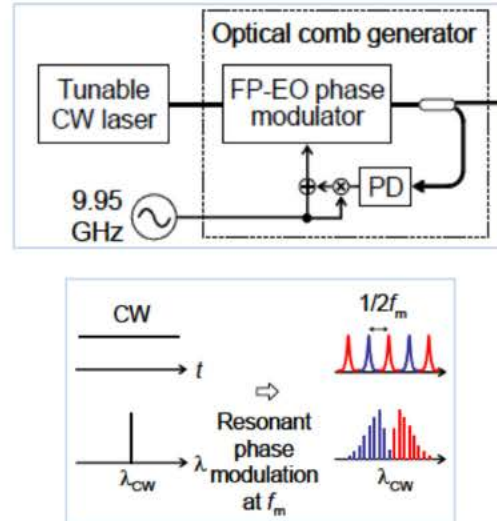 Optical comb generator
Tunable
CW laser
FP-EO phase
modulator
9.95
GHz
PD
CW
t
λ
λCW
⇨
Resonant
phase
modulation
at fm
1/2fm
λCW